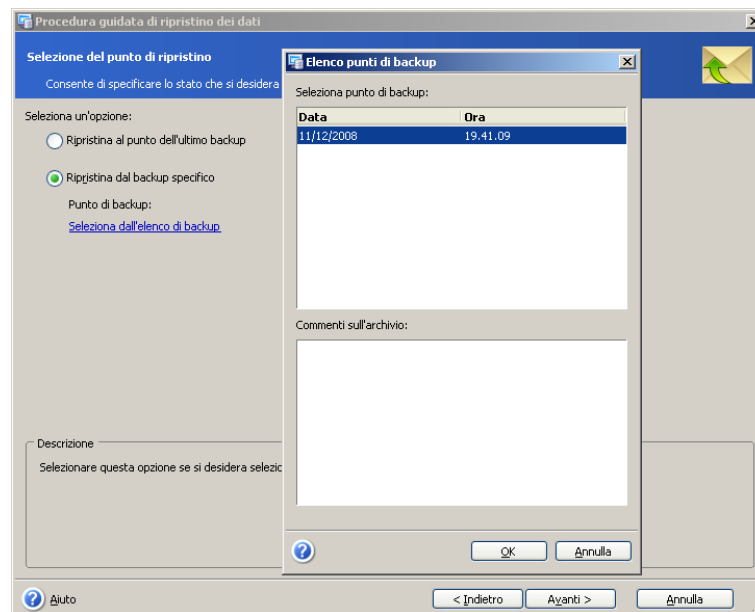 Procedura guidata di ripristino dei dati
Selezione del punto di ripristino
Consente di specificare lo stato che si desidera
Seleziona un'opzione:
Ripristina al punto dell'ultimo backup
Ripristina dal backup specifico
Punto di backup:
Seleziona dall'elenco di backup
Descrizione
Selezionare questa opzione se si desidera selezic
Elenco punti di backup
Seleziona punto di backup:
Data Ora
11/12/2008 19.41.09
Commenti sull'archivio:
OK Annulla
Aiuto < Indietro Avanti > Annulla